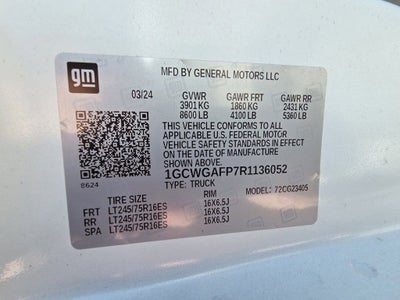 gm
MFD BY GENERAL MOTORS LLC
03/24 GVWR GAWR FRT GAWR RR
3901 KG 1860 KG 2431 KG
8600 LB 4100 LB 5360 LB
THIS VEHICLE CONFORMS TO ALL
APPLICABLE U.S. FEDERAL MOTOR
VEHICLE SAFETY STANDARDS IN EFFECT
ON THE DATE OF MANUFACTURE SHOWN ABOVE.
1GCWGAFP7R1136052
8624 TYPE: TRUCK MODEL: 72CG23405
TIRE SIZE RIM
FRT LT245/75R16ES 16X6.5J
RR LT245/75R16ES 16X6.5J
SPA LT245/75R16ES 16X6.5J